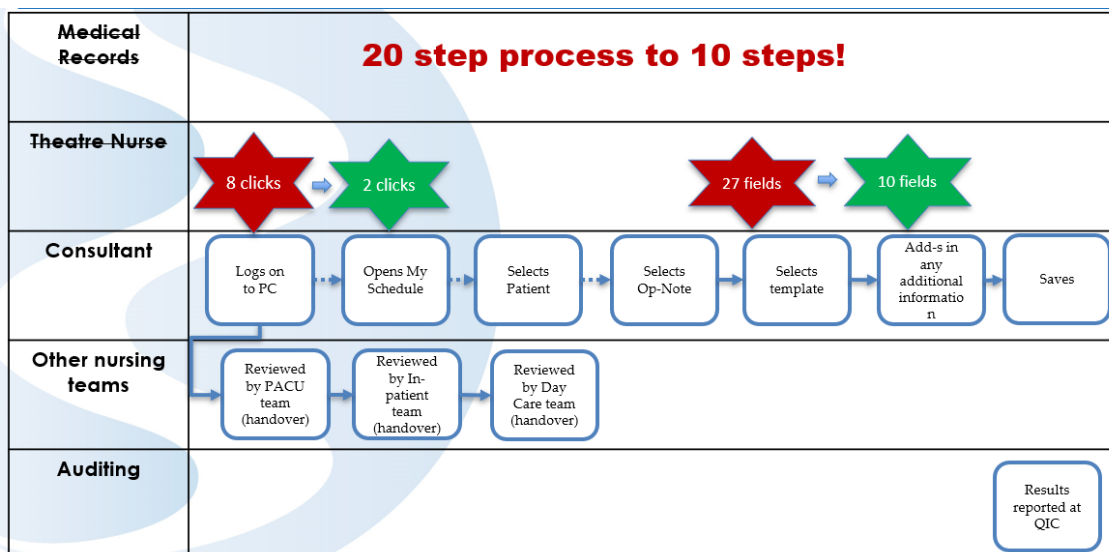 Medical
Records
20 step process to 10 steps!
Theatre Nurse
8 clicks
2 clicks
27 fields
10 fields
Consultant
Logs on
to PC
Opens My
Schedule
Selects
Patient
Selects
Op-Note
Selects
template
Add-s in
any
additional
informatio
n
Saves
Other nursing
teams
Reviewed
by PACU
team
(handover)
Reviewed
by In-
patient team
(handover)
Reviewed
by Day
Care team
(handover)
Auditing
Results
reported at
QIC